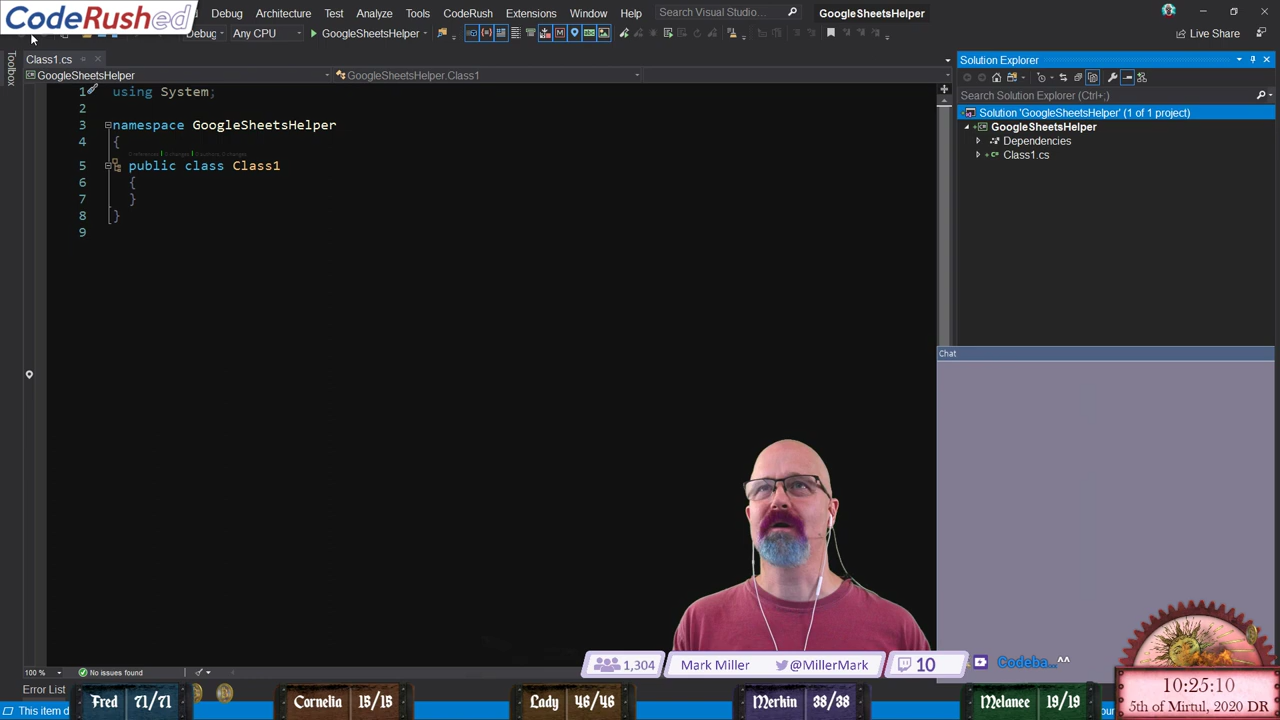 CodeRushed
Debug Architecture Test Analyze Tools CodeRush Window Help Search Visual Studio
Debug Any CPU
Live Share
Toolbox
Class1.cs
GoogleSheetsHelper GoogleSheetsHelper.Class1
1 using System;
2
3 namespace GoogleSheetsHelper
4 {
5 public class Class1
6 {
7 }
8 }
9
Solution Explorer
Search Solution Explorer (Ctrl+;)
Solution 'GoogleSheetsHelper' (1 of 1 project)
GoogleSheetsHelper
Dependencies
Class1.cs
Chat
100 % No issues found
Error List
This item d
1,304 Mark Miller @MillerMark 10 Codeba...^^
Fred 71/71 Cornelia 15/15 Lady 46/46 Merkin 38/38 Melanee 19/19
10:25:10
5th of Mirtul, 2020 DR